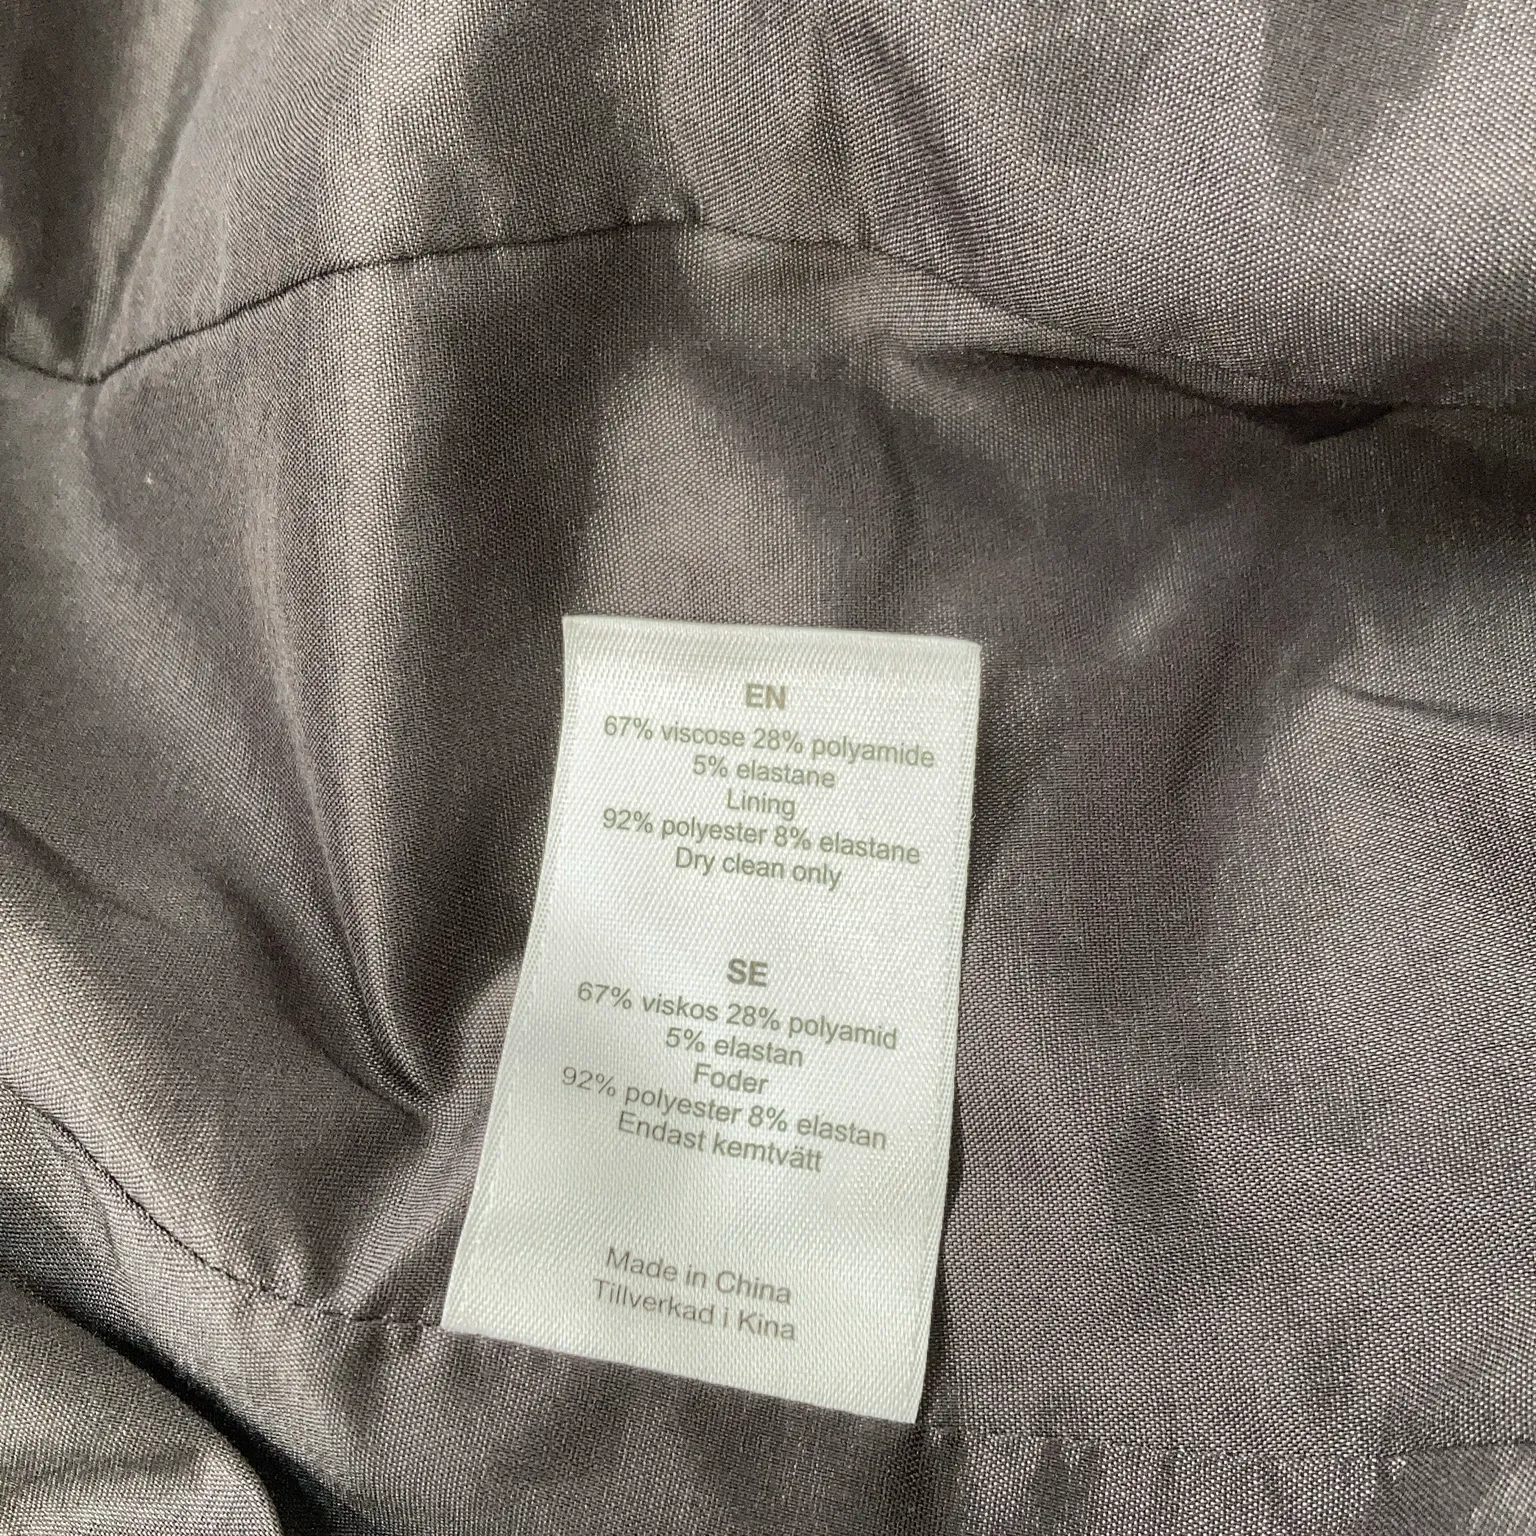 EN
67% viscose 28% polyamide
5% elastane
Lining
92% polyester 8% elastane
Dry clean only
SE
67% viskos 28% polyamid
5% elastan
Foder
92% polyester 8% elastan
Endast kemtvätt
Made in China
Tillverkad i Kina